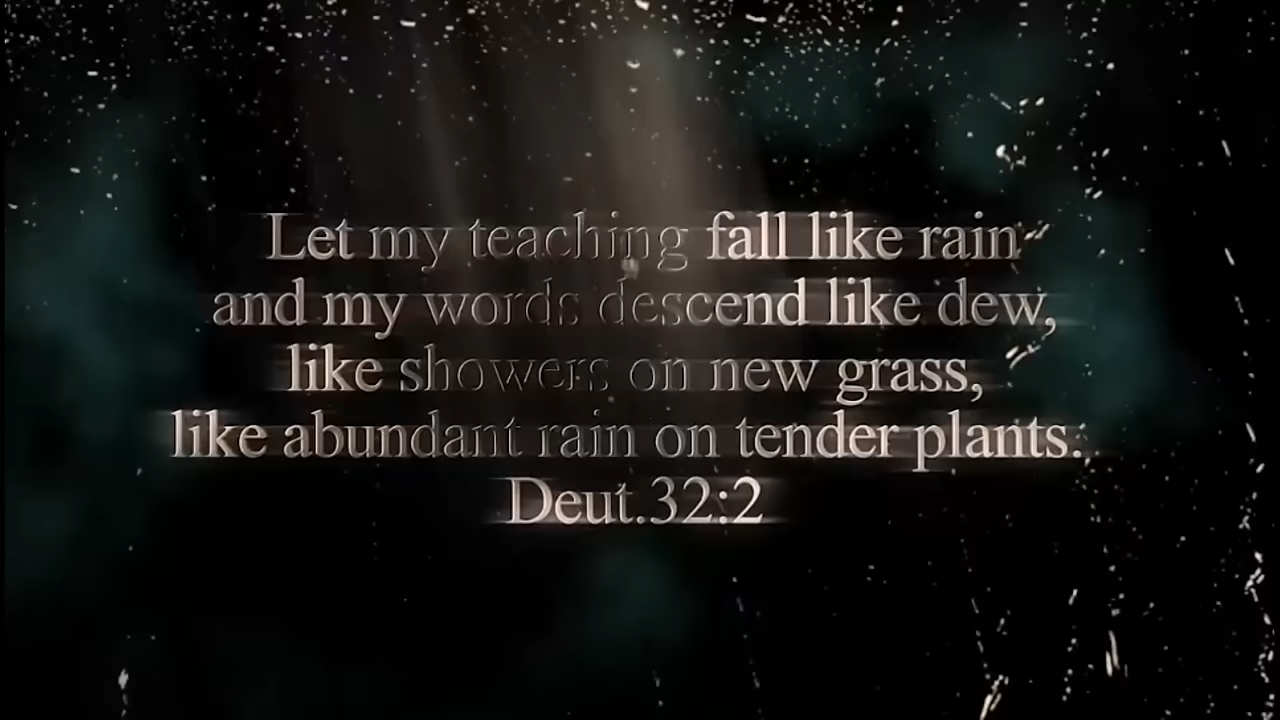 Let my teaching fall like rain
and my words descend like dew,
like showers on new grass,
like abundant rain on tender plants.
Deut.32:2